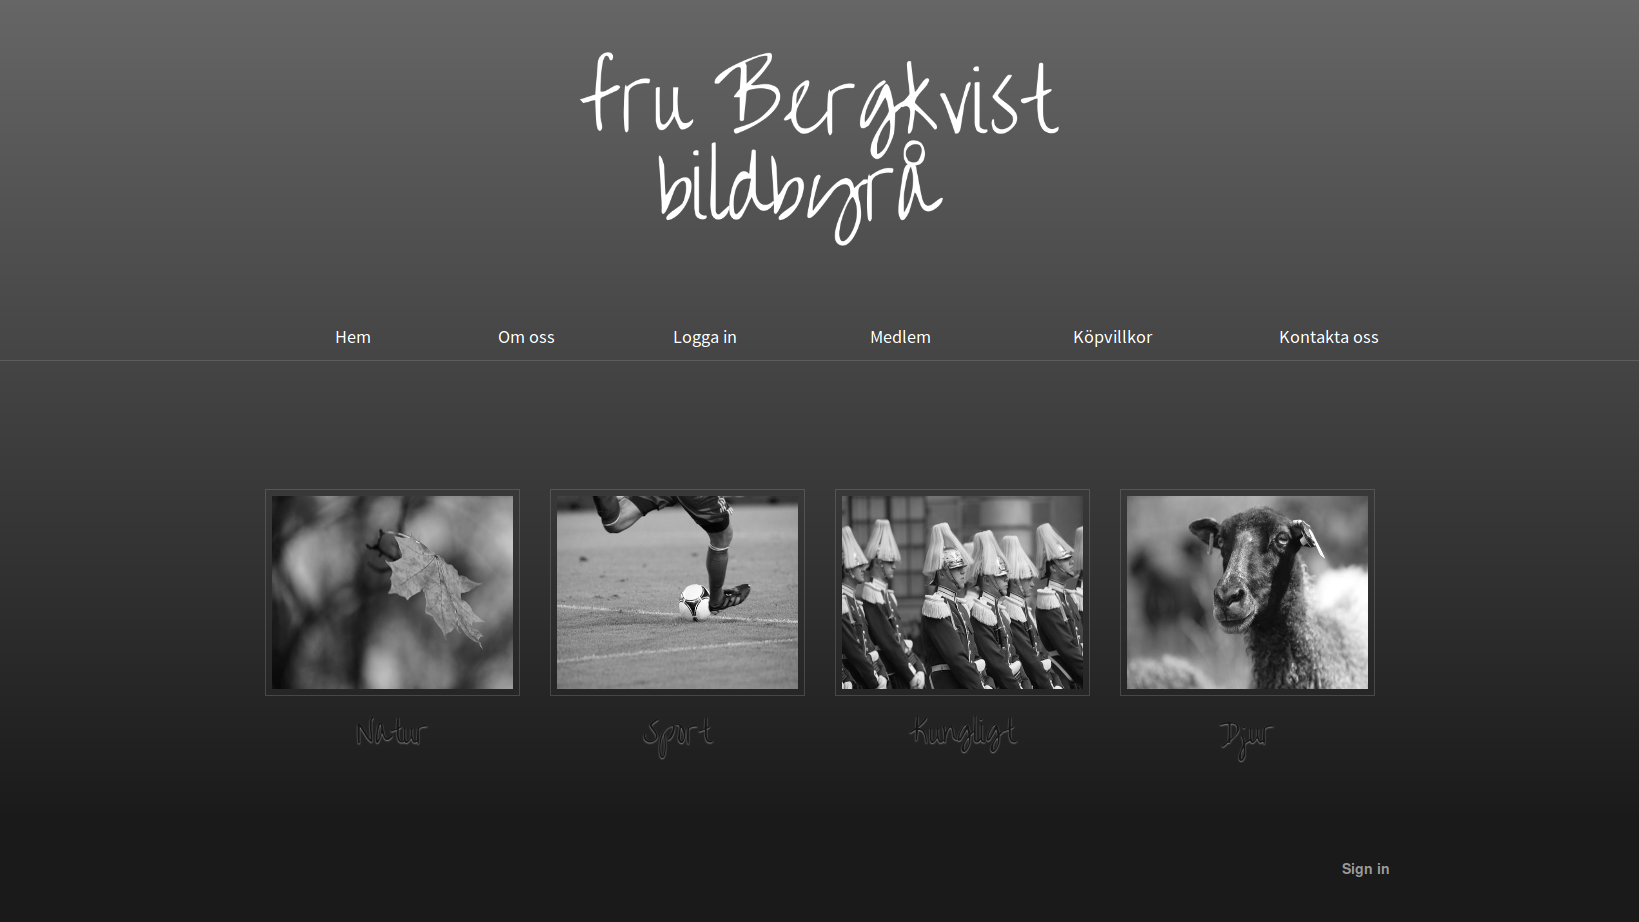 fru Bergkvist
bildbyrå
Hem Om oss Logga in Medlem Köpvillkor Kontakta oss
Natur Sport Kungligt Djur
Sign in